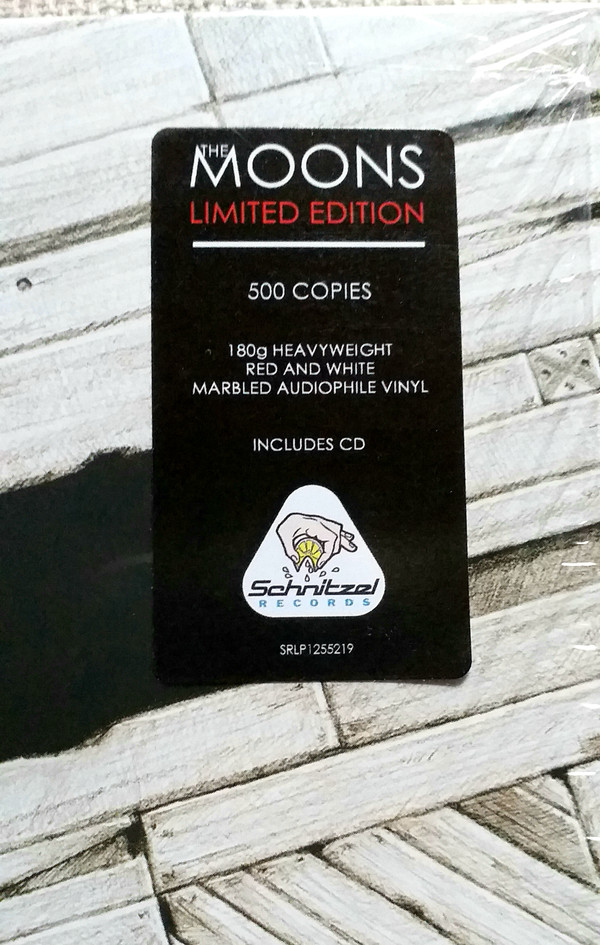 THE MOONS
LIMITED EDITION
500 COPIES
180g HEAVYWEIGHT
RED AND WHITE
MARBLED AUDIOPHILE VINYL
INCLUDES CD
Schnitzel
RECORDS
SRLP1255219